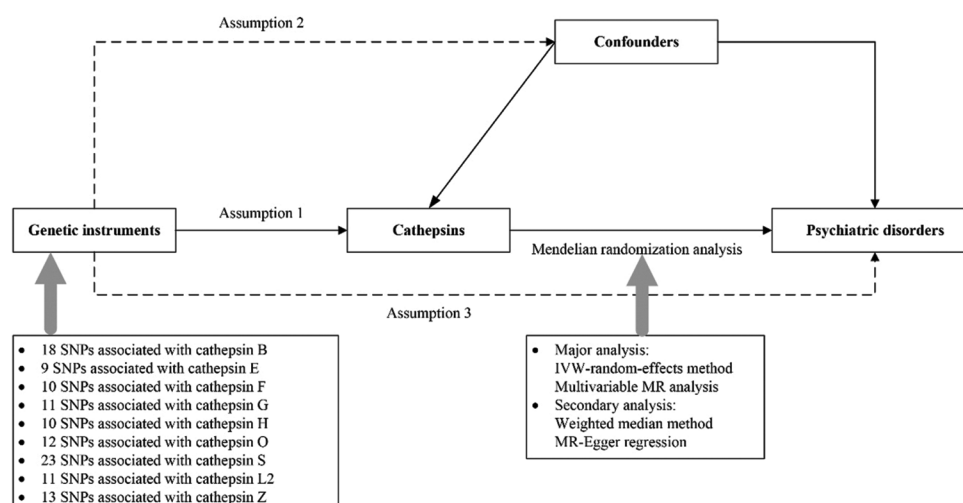 Assumption 2
Confounders
Assumption 1
Genetic instruments
Cathepsins
Psychiatric disorders
Mendelian randomization analysis
Assumption 3
• 18 SNPs associated with cathepsin B
• 9 SNPs associated with cathepsin E
• 10 SNPs associated with cathepsin F
• 11 SNPs associated with cathepsin G
• 10 SNPs associated with cathepsin H
• 12 SNPs associated with cathepsin O
• 23 SNPs associated with cathepsin S
• 11 SNPs associated with cathepsin L2
• 13 SNPs associated with cathepsin Z
• Major analysis:
IVW-random-effects method
Multivariable MR analysis
• Secondary analysis:
Weighted median method
MR-Egger regression